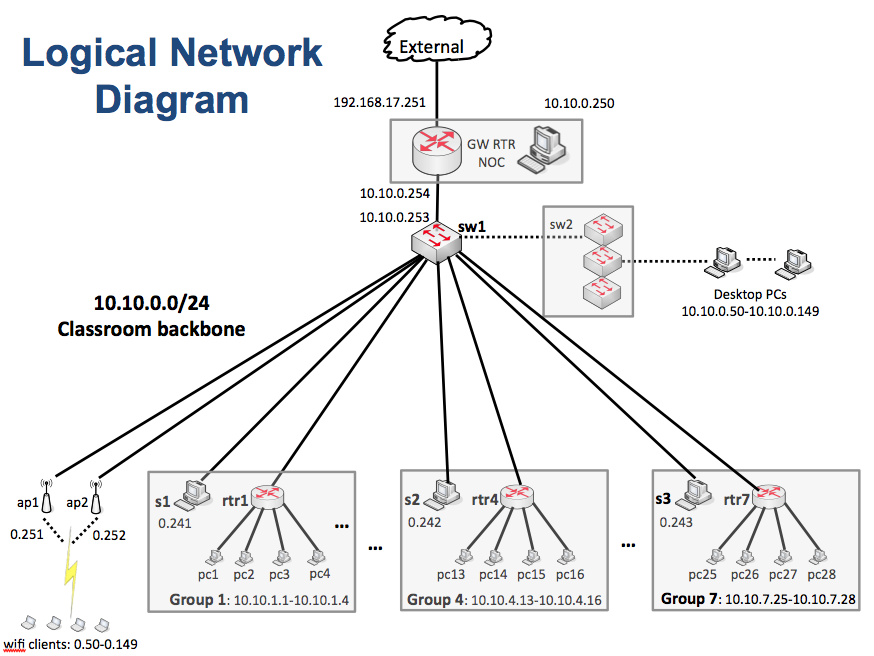 Logical Network
Diagram
External
192.168.17.251
10.10.0.250
GW RTR
NOC
10.10.0.254
10.10.0.253
sw1
sw2
Desktop PCs
10.10.0.50-10.10.0.149
10.10.0.0/24
Classroom backbone
ap1
ap2
0.251
0.252
wifi clients: 0.50-0.149
s1
rtr1
0.241
...
pc1 pc2 pc3 pc4
Group 1: 10.10.1.1-10.10.1.4
...
s2
rtr4
0.242
pc13 pc14 pc15 pc16
Group 4: 10.10.4.13-10.10.4.16
...
s3
rtr7
0.243
pc25 pc26 pc27 pc28
Group 7: 10.10.7.25-10.10.7.28